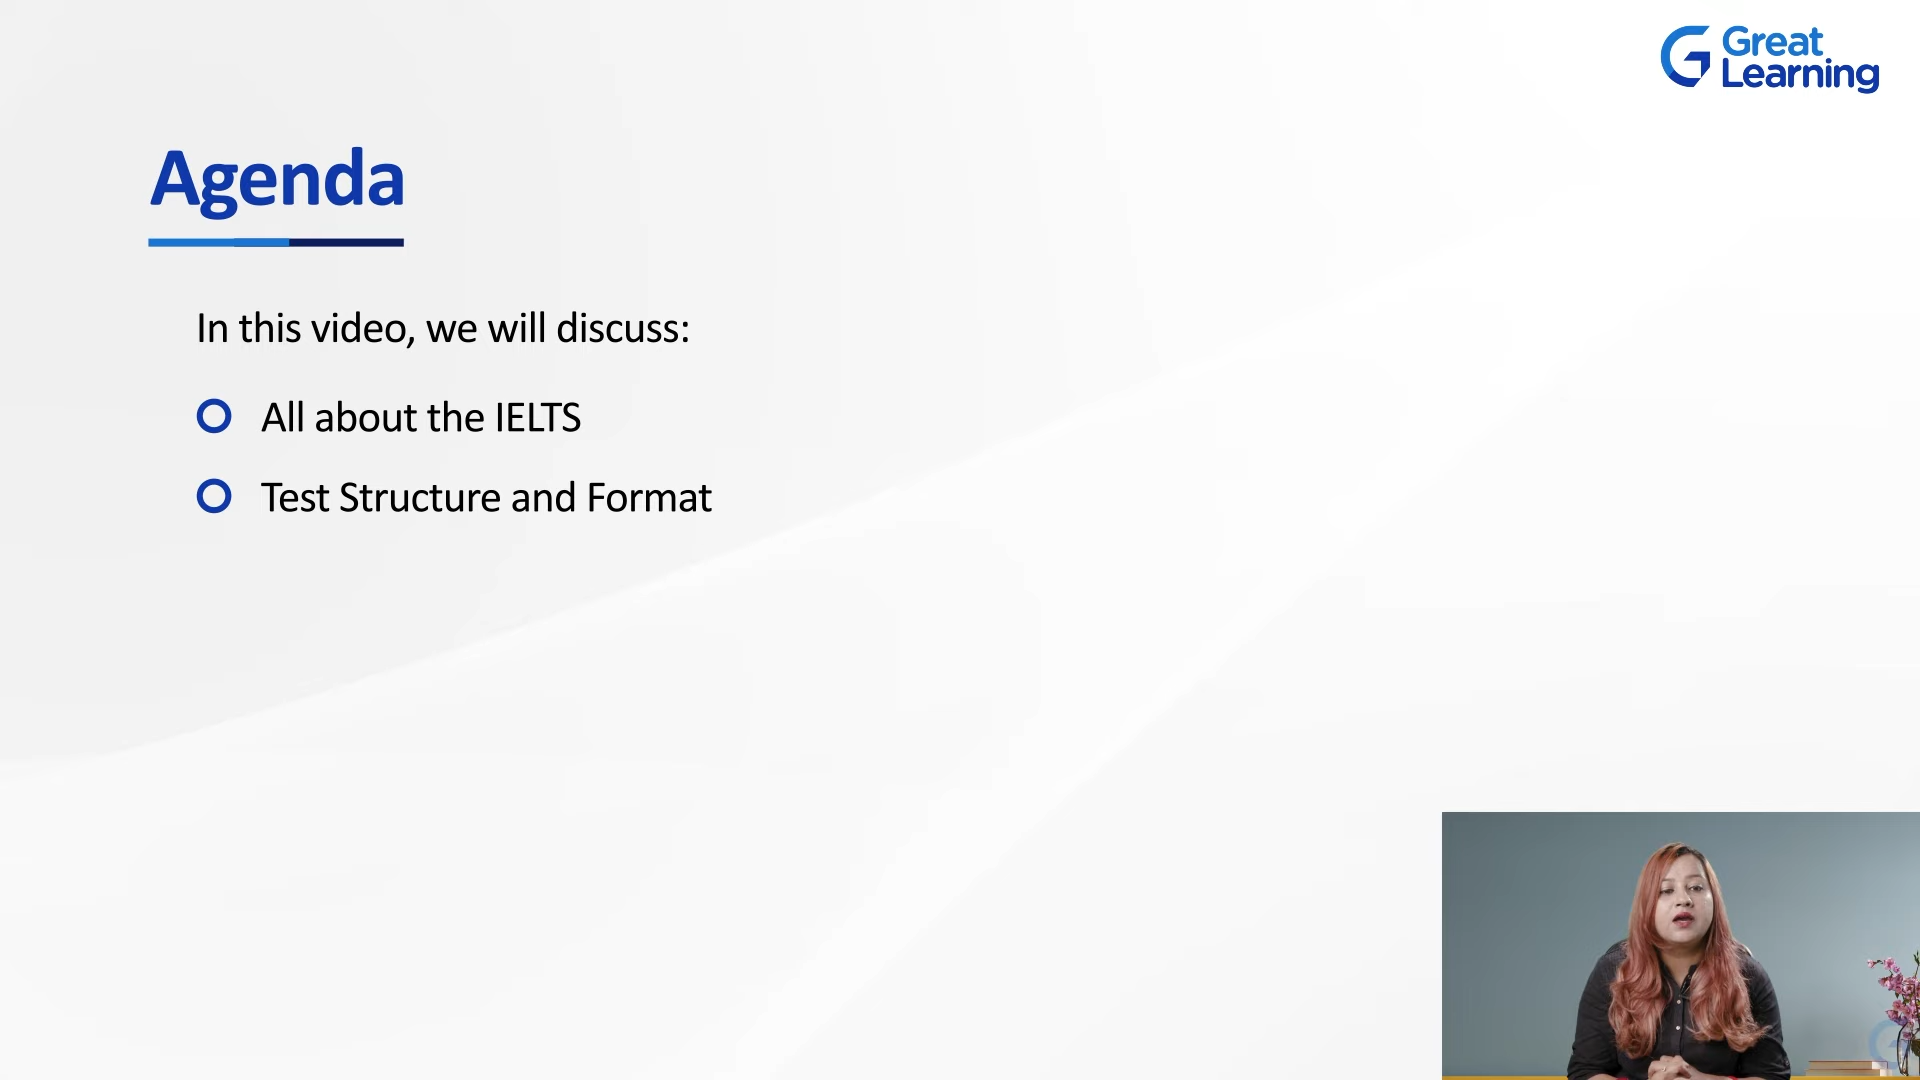 Great
Learning
Agenda
In this video, we will discuss:
All about the IELTS
Test Structure and Format